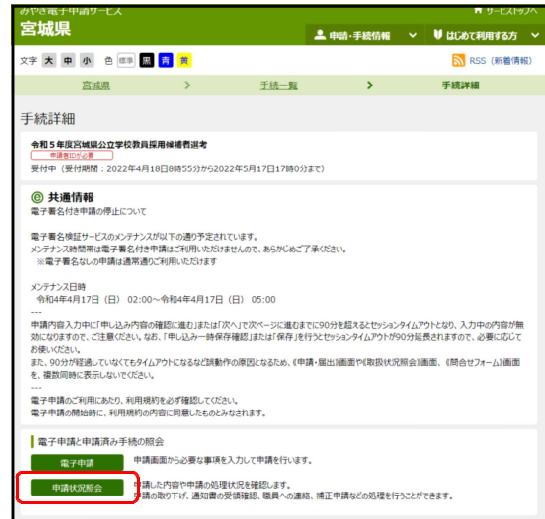 みやぎ電子申請サービス
サービストップへ
宮城県
申請・手続情報
はじめて利用する方
文字 大 中 小 色 標準 黒 青 黄
RSS（新着情報）
宮城県 > 手続一覧 > 手続詳細
手続詳細
令和５年度宮城県公立学校教員採用候補者選考
申請者IDが必要
受付中（受付期間：2022年4月18日8時55分から2022年5月17日17時0分まで）
共通情報
電子署名付き申請の停止について
電子署名検証サービスのメンテナンスが以下の通り予定されています。
メンテナンス時間帯は電子署名付き申請はご利用いただけませんので、あらかじめご了承ください。
※電子署名なしの申請は通常通りご利用いただけます
メンテナンス日時
令和4年4月17日（日） 02:00～令和4年4月17日（日） 05:00
---
申請内容入力中に「申し込み内容の確認に進む」または「次へ」で次ページに進むまでに90分を超えるとセッションタイムアウトとなり、入力中の内容が無
効になりますので、ご注意ください。なお、「申し込み一時保存確認」または「保存」を行うとセッションタイムアウトが90分延長されますので、必要に応じて
お使いください。
また、90分が経過していなくてもタイムアウトになるなど誤動作の原因になるため、《申請・届出》画面や《取扱状況照会》画面、《問合せフォーム》画面
を、複数同時に表示しないでください。
---
電子申請のご利用にあたり、利用規約を必ず確認してください。
電子申請の開始時に、利用規約の内容に同意したものとみなされます。
電子申請と申請済み手続の照会
電子申請
申請画面から必要な事項を入力して申請を行います。
申請状況照会
申請した内容や申請の処理状況を確認します。
申請の取り下げ、通知書の受領確認、職員への連絡、補正申請などの処理を行うことができます。